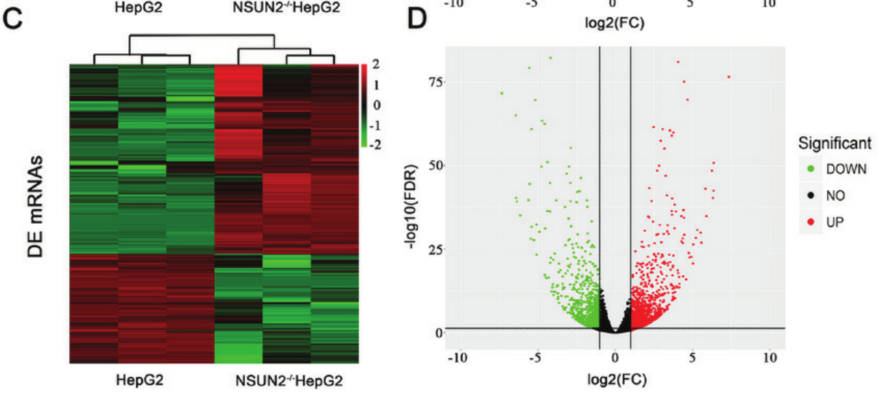 C
HepG2
NSUN2-/-HepG2
2
1
0
-1
-2
DE mRNAs
HepG2
NSUN2-/-HepG2
-10
-5
0
5
10
log2(FC)
D
75
50
25
0
-log10(FDR)
-10
-5
0
5
10
log2(FC)
Significant
DOWN
NO
UP